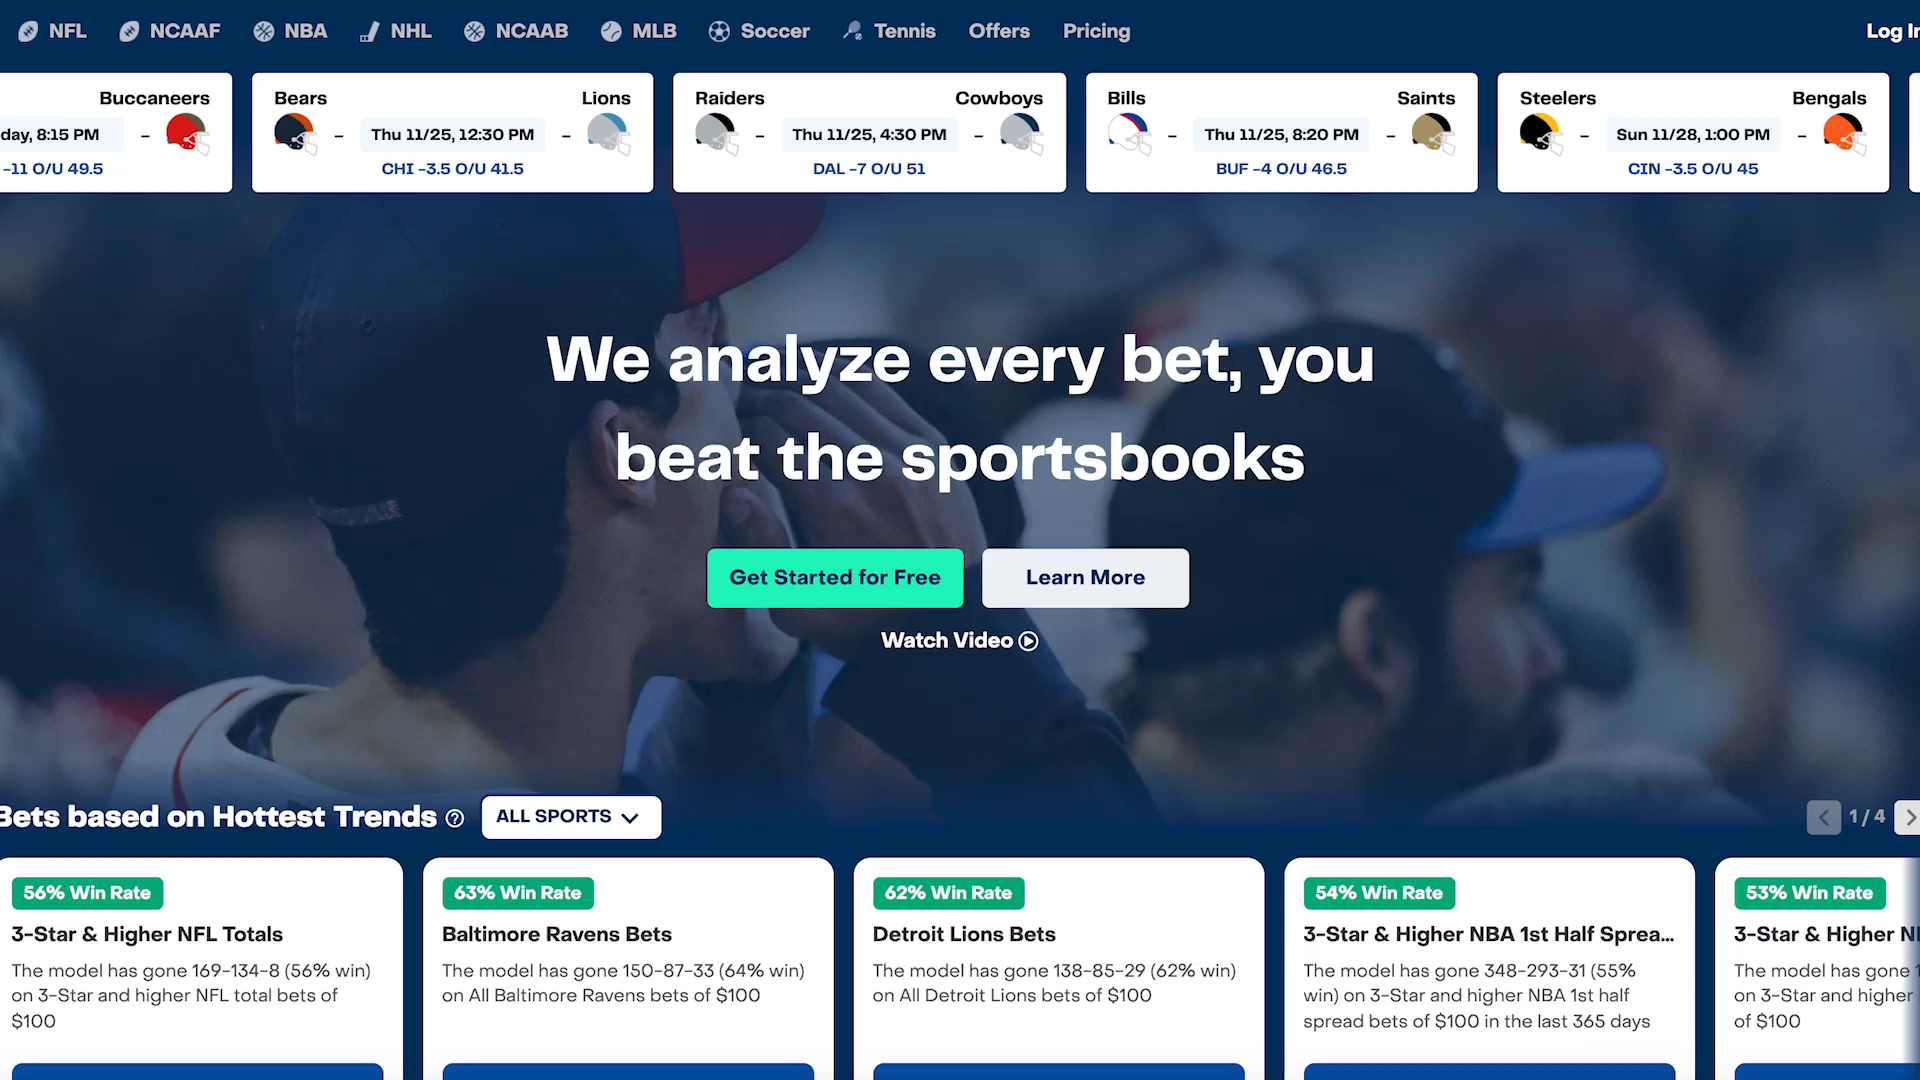 NFL NCAAF NBA NHL NCAAB MLB Soccer Tennis Offers Pricing Log In
Buccaneers
day, 8:15 PM –
-11 O/U 49.5
Bears Lions
– Thu 11/25, 12:30 PM –
CHI -3.5 O/U 41.5
Raiders Cowboys
– Thu 11/25, 4:30 PM –
DAL -7 O/U 51
Bills Saints
– Thu 11/25, 8:20 PM –
BUF -4 O/U 46.5
Steelers Bengals
– Sun 11/28, 1:00 PM –
CIN -3.5 O/U 45
We analyze every bet, you
beat the sportsbooks
Get Started for Free Learn More
Watch Video
Bets based on Hottest Trends ? ALL SPORTS 1 / 4
56% Win Rate
3-Star & Higher NFL Totals
The model has gone 169-134-8 (56% win)
on 3-Star and higher NFL total bets of
$100
63% Win Rate
Baltimore Ravens Bets
The model has gone 150-87-33 (64% win)
on All Baltimore Ravens bets of $100
62% Win Rate
Detroit Lions Bets
The model has gone 138-85-29 (62% win)
on All Detroit Lions bets of $100
54% Win Rate
3-Star & Higher NBA 1st Half Sprea...
The model has gone 348-293-31 (55%
win) on 3-Star and higher NBA 1st half
spread bets of $100 in the last 365 days
53% Win Rate
3-Star & Higher
The model has gone
on 3-Star and higher
of $100